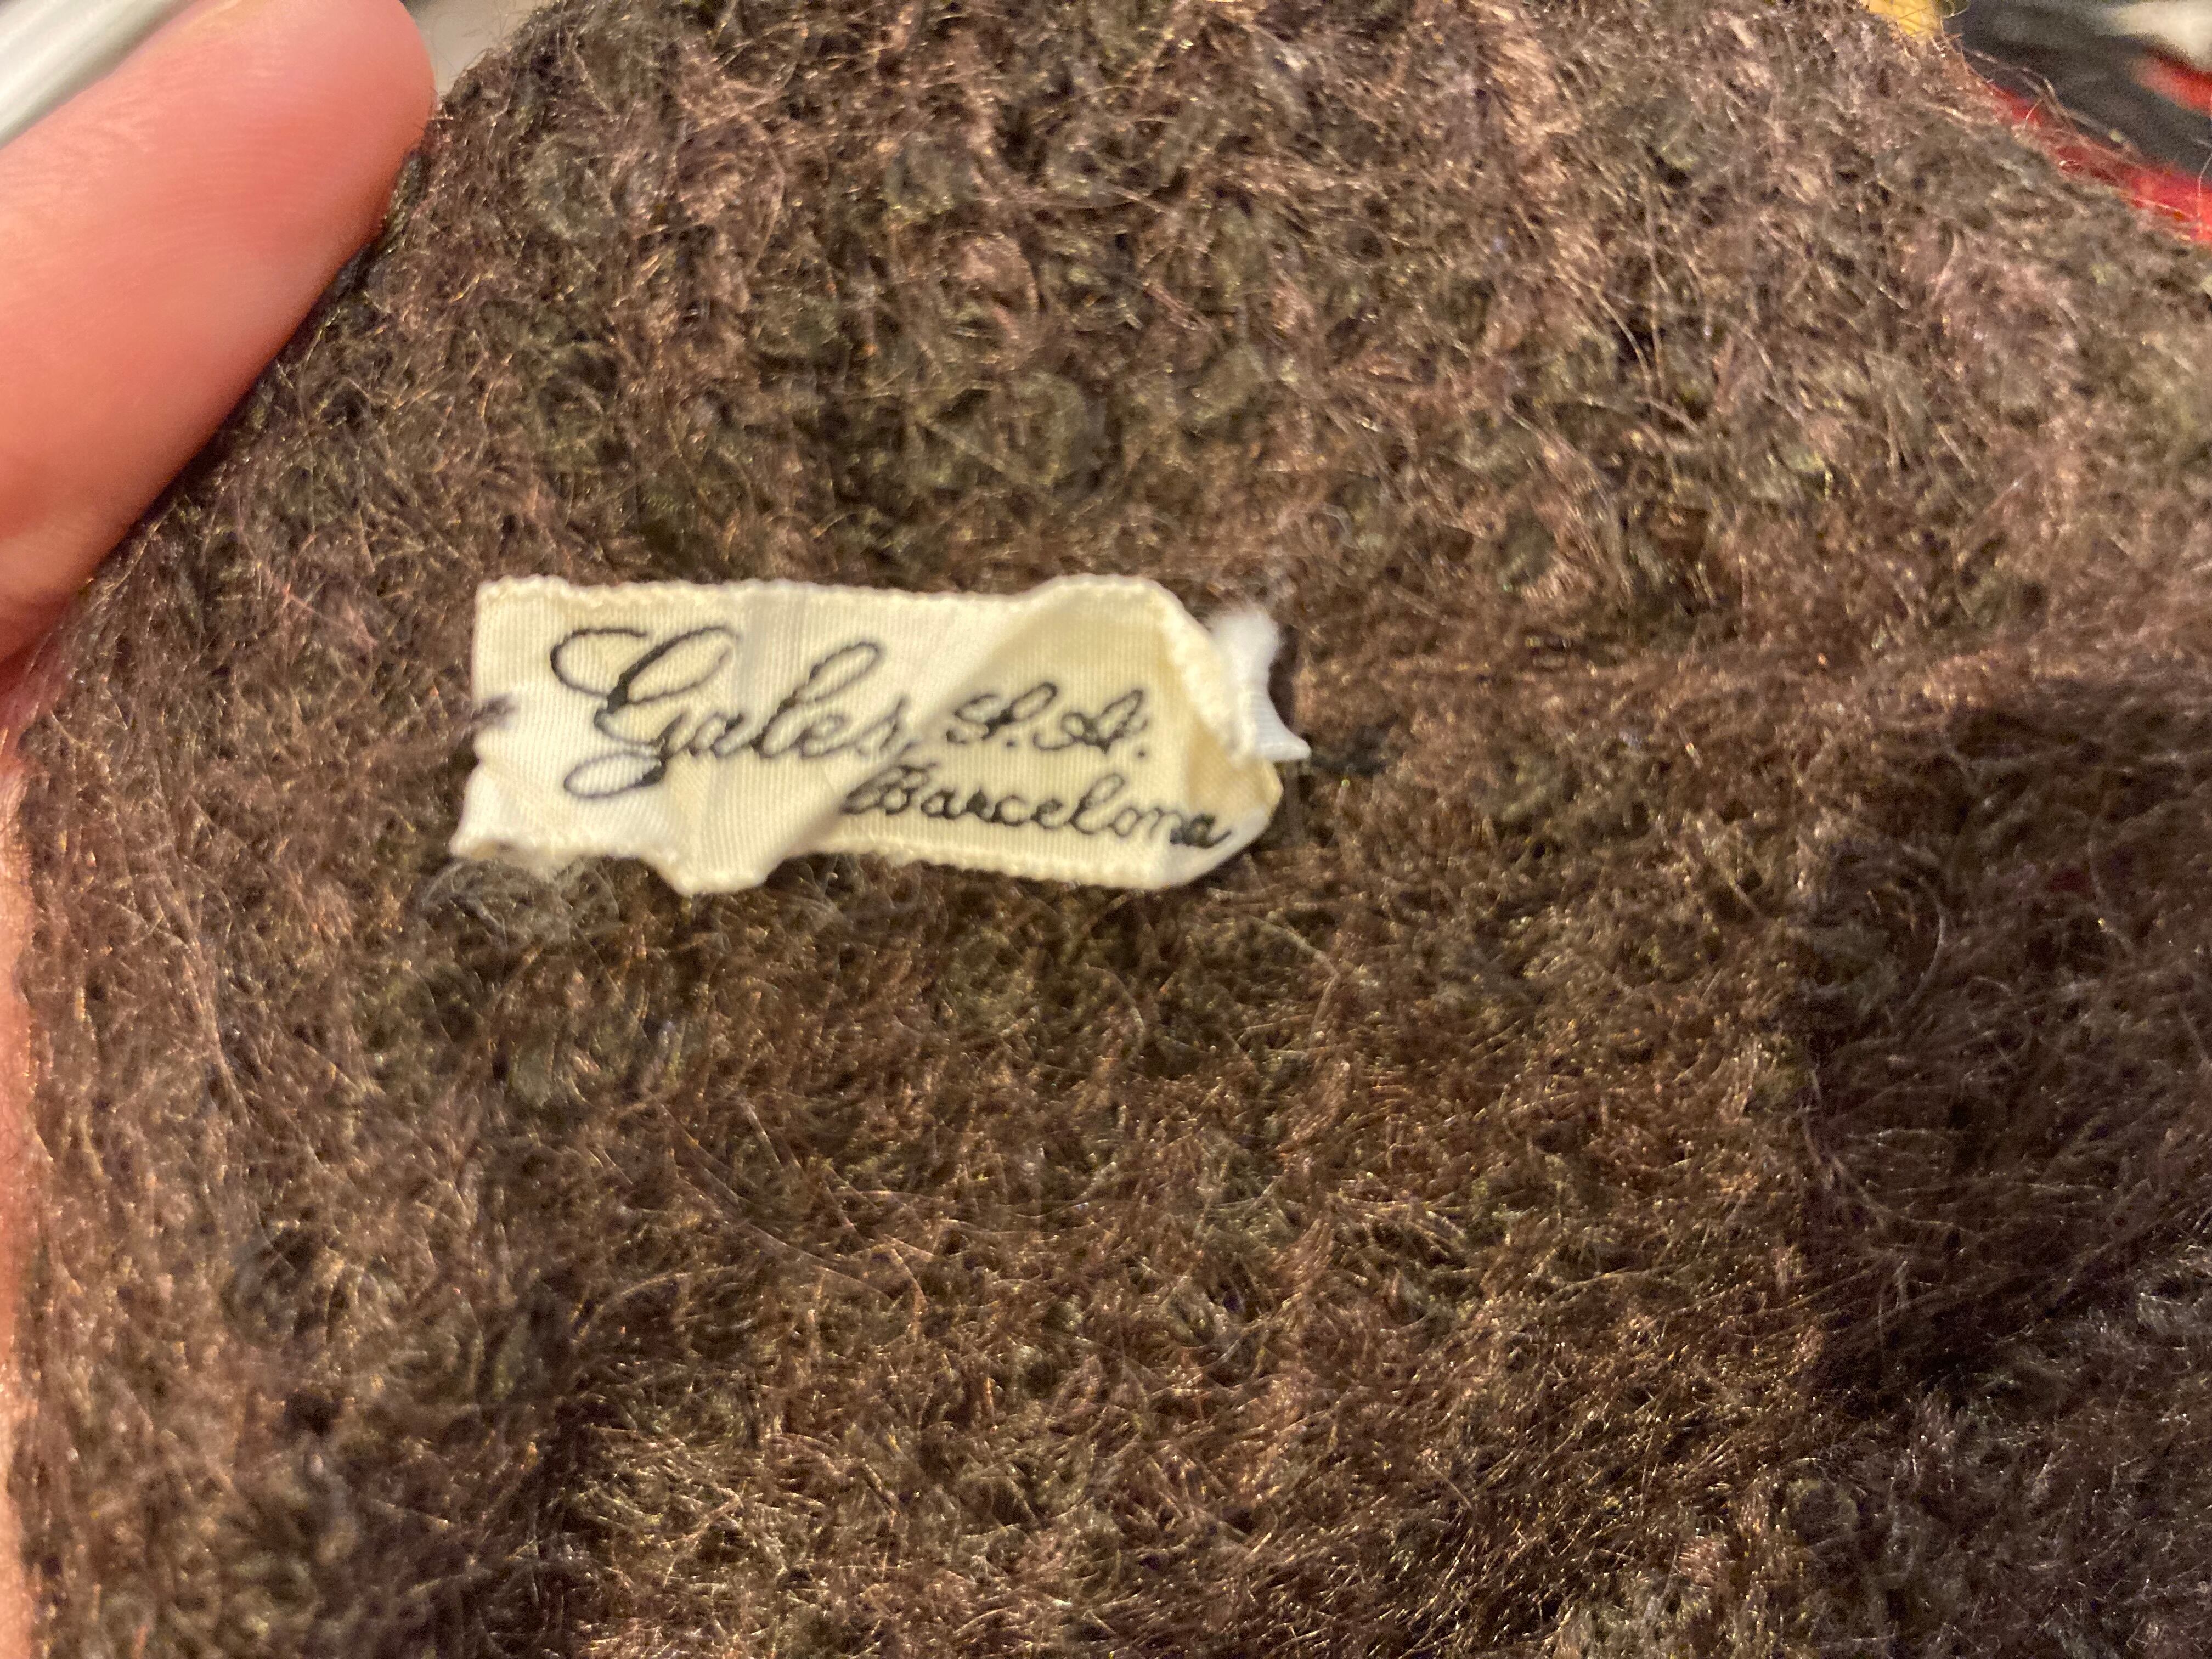 Gales, S. A.
Barcelona